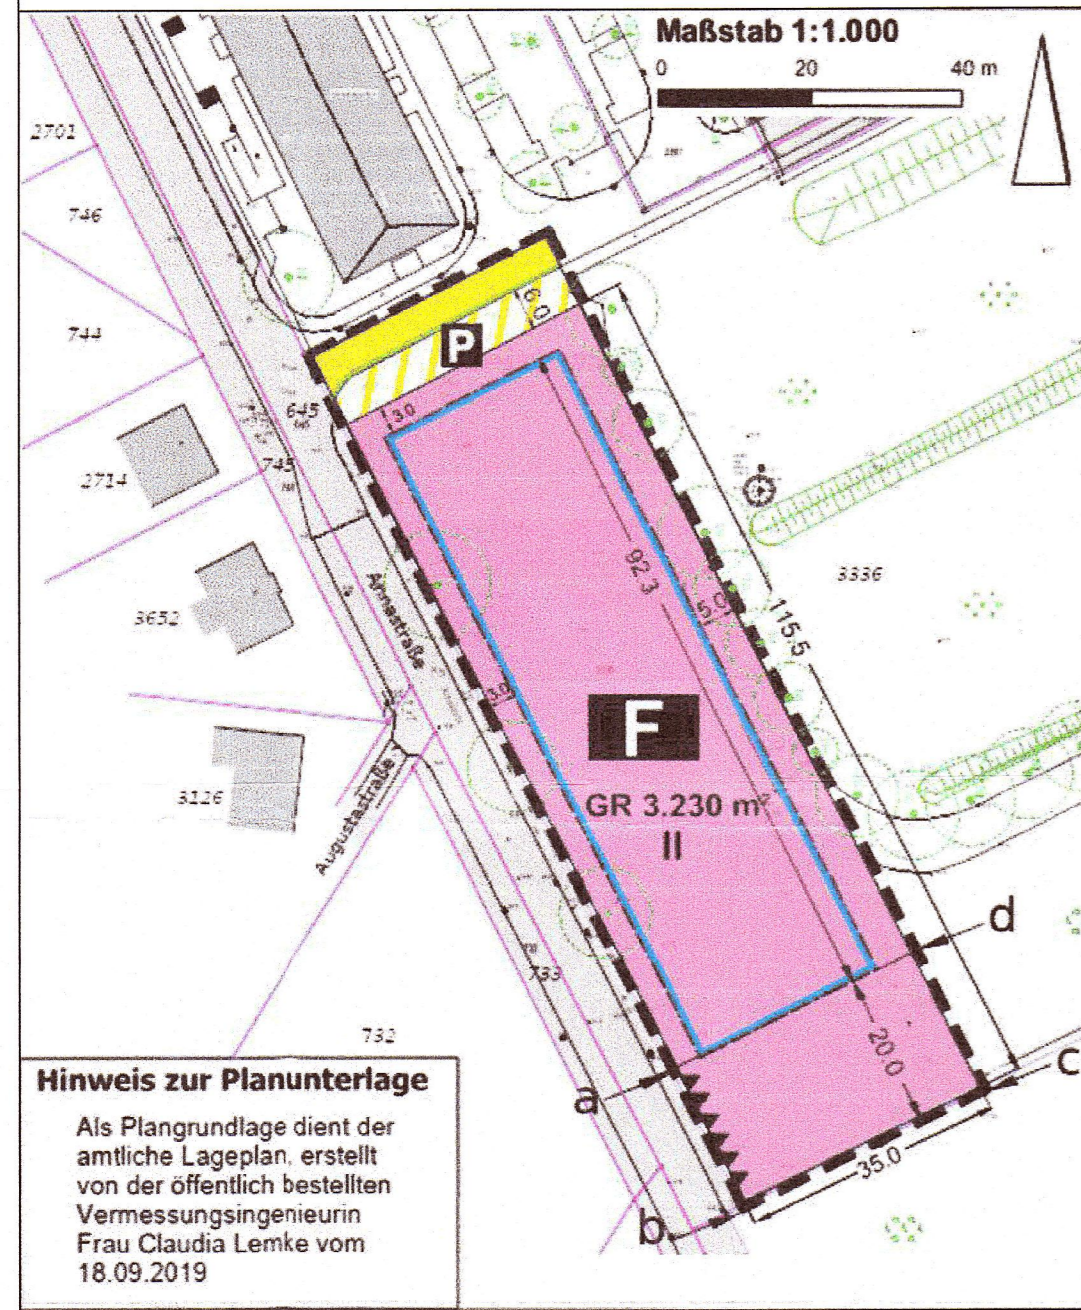 Maßstab 1:1.000
0 20 40 m
2701
746
744
6.0
P
3.0
645
745
2714
92.3
3336
5.0
115.5
3652
Annastraße
3.0
F
3126
Augustastraße
GR 3.230 m²
II
d
733
732
20.0
c
a
35.0
b
Hinweis zur Planunterlage
Als Plangrundlage dient der
amtliche Lageplan, erstellt
von der öffentlich bestellten
Vermessungsingenieurin
Frau Claudia Lemke vom
18.09.2019